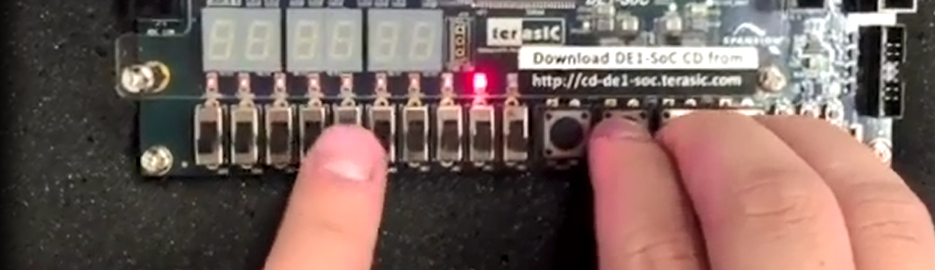 terasIC
Download DE1-SoC CD from
http://cd-de1-soc.terasic.com